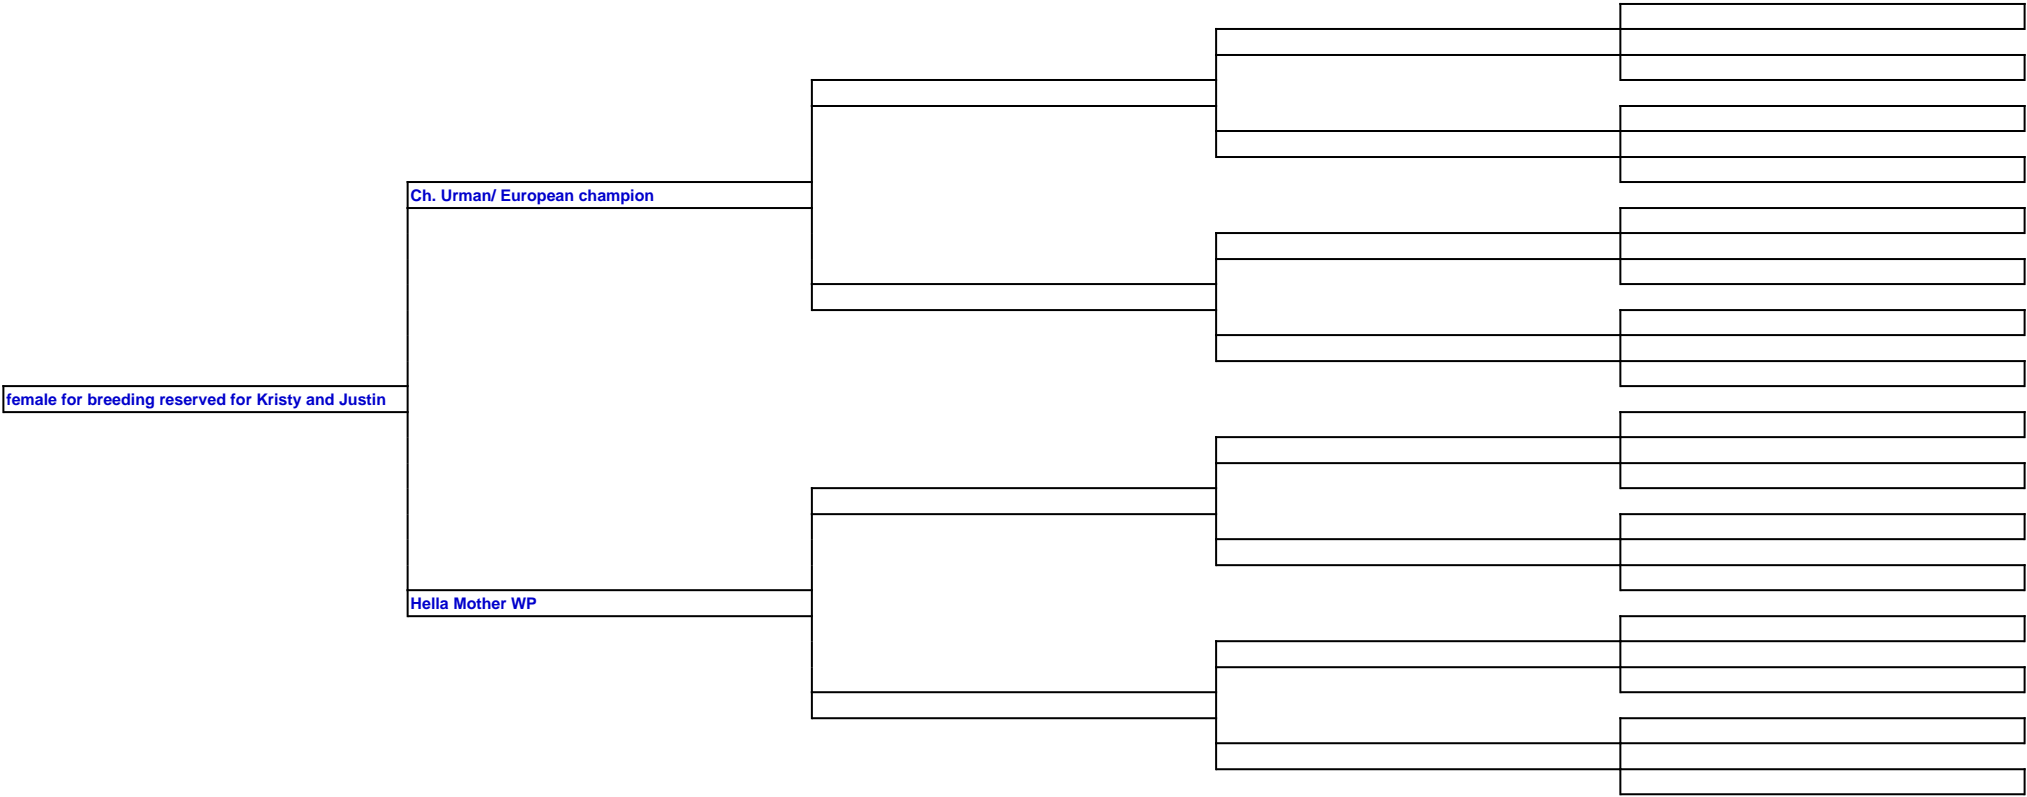 Ch. Urman/ European champion
female for breeding reserved for Kristy and Justin
Hella Mother WP